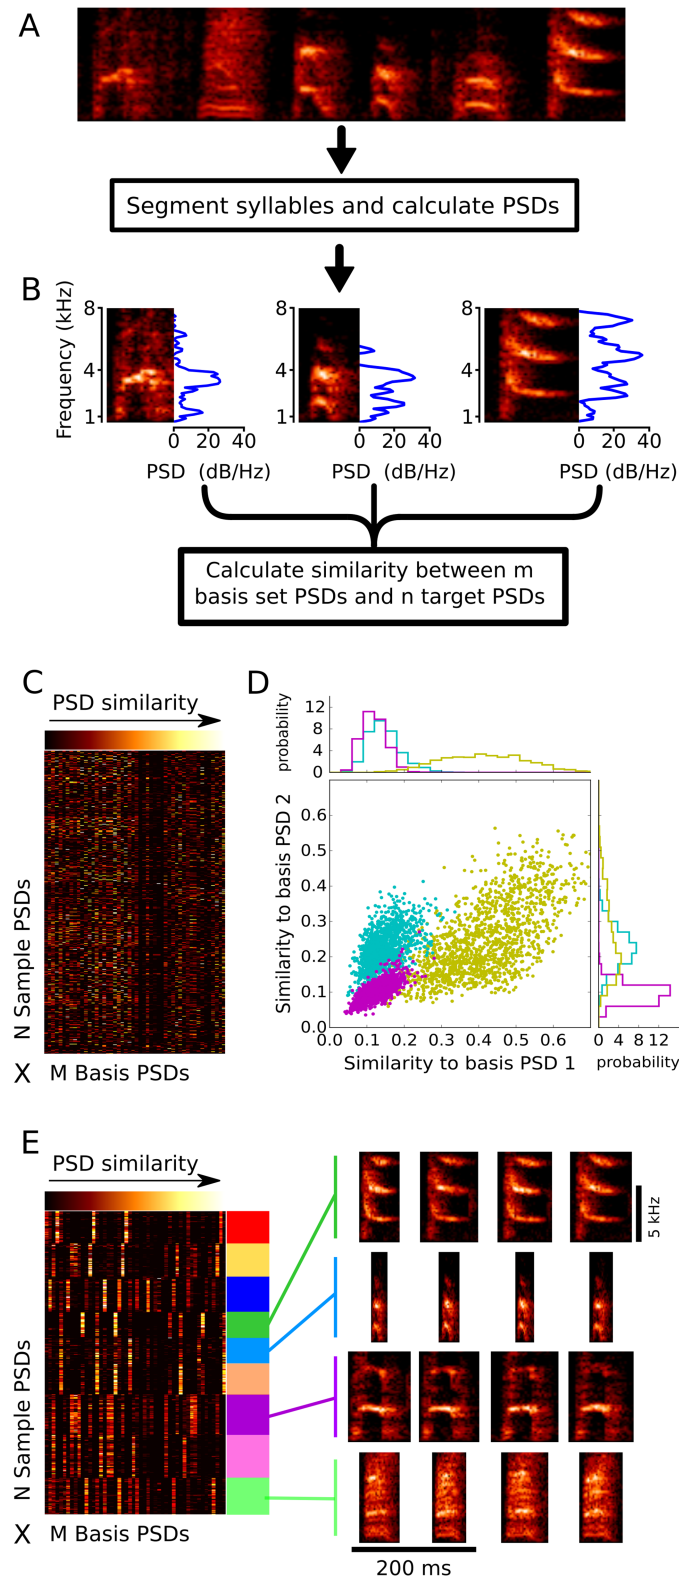 A
Segment syllables and calculate PSDs
B
Frequency (kHz)
8
4
1
8
4
1
8
4
1
0 20 40
0 20 40
0 20 40
PSD (dB/Hz)
PSD (dB/Hz)
PSD (dB/Hz)
Calculate similarity between m
basis set PSDs and n target PSDs
C
PSD similarity
N Sample PSDs
X M Basis PSDs
D
probability
12
8
4
0
Similarity to basis PSD 2
0.6
0.5
0.4
0.3
0.2
0.1
0.0
0.1 0.2 0.3 0.4 0.5 0.6
Similarity to basis PSD 1
0 4 8 12
probability
E
PSD similarity
N Sample PSDs
X M Basis PSDs
5 kHz
200 ms